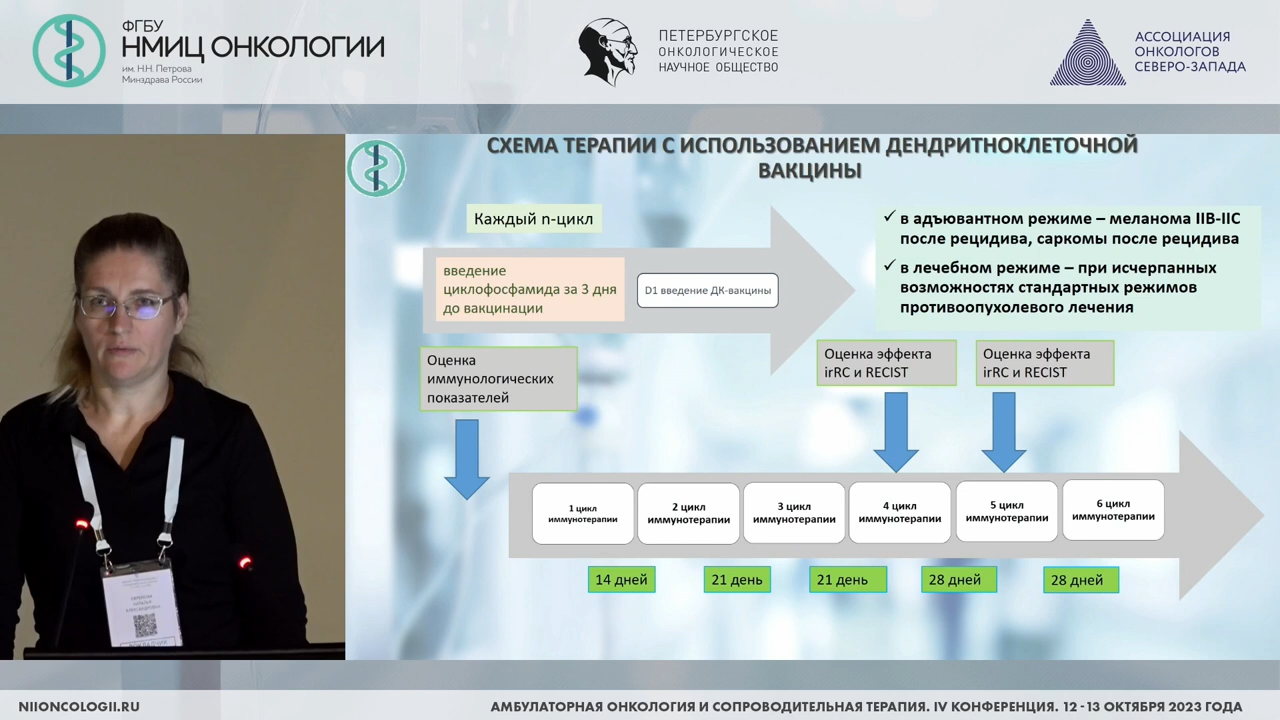 ФГБУ
НМИЦ ОНКОЛОГИИ
им. Н.Н. Петрова
Минздрава России
ПЕТЕРБУРГСКОЕ
ОНКОЛОГИЧЕСКОЕ
НАУЧНОЕ ОБЩЕСТВО
АССОЦИАЦИЯ
ОНКОЛОГОВ
СЕВЕРО-ЗАПАДА
СХЕМА ТЕРАПИИ С ИСПОЛЬЗОВАНИЕМ ДЕНДРИТНОКЛЕТОЧНОЙ
ВАКЦИНЫ
Каждый n-цикл
введение
циклофосфамида за 3 дня
до вакцинации
D1 введение ДК-вакцины
✓ в адъювантном режиме – меланома IIB-IIC
после рецидива, саркомы после рецидива
✓ в лечебном режиме – при исчерпанных
возможностях стандартных режимов
противоопухолевого лечения
Оценка
иммунологических
показателей
Оценка эффекта
irRC и RECIST
Оценка эффекта
irRC и RECIST
1 цикл
иммунотерапии
2 цикл
иммунотерапии
3 цикл
иммунотерапии
4 цикл
иммунотерапии
5 цикл
иммунотерапии
6 цикл
иммунотерапии
14 дней
21 день
21 день
28 дней
28 дней
NIIONCOLOGII.RU
АМБУЛАТОРНАЯ ОНКОЛОГИЯ И СОПРОВОДИТЕЛЬНАЯ ТЕРАПИЯ. IV КОНФЕРЕНЦИЯ. 12 - 13 ОКТЯБРЯ 2023 ГОДА